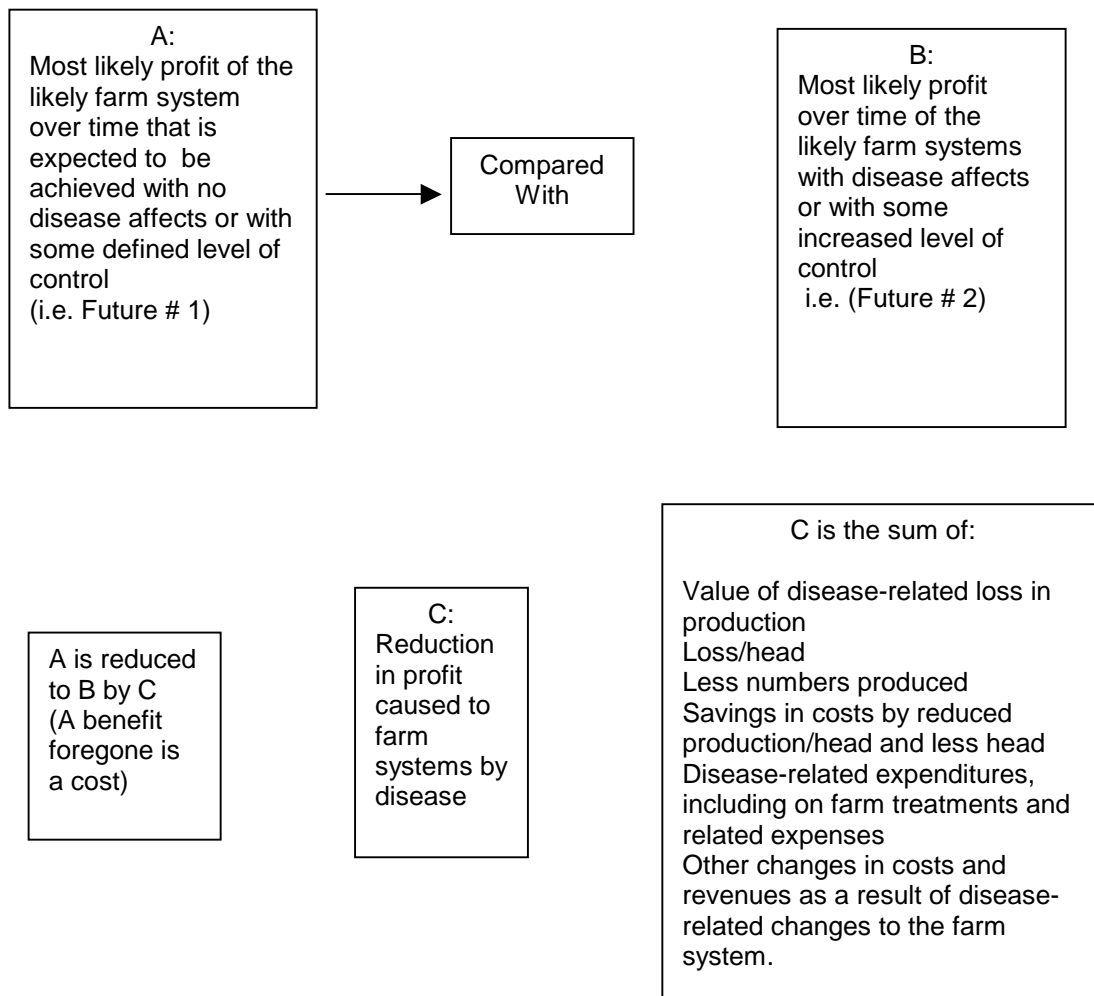 A:
Most likely profit of the
likely farm system
over time that is
expected to  be
achieved with no
disease affects or with
some defined level of
control
(i.e. Future # 1)
Compared
With
B:
Most likely profit
over time of the
likely farm systems
with disease affects
or with some
increased level of
control
i.e. (Future # 2)
A is reduced
to B by C
(A benefit
foregone is
a cost)
C:
Reduction
in profit
caused to
farm
systems by
disease
C is the sum of:
Value of disease-related loss in
production
Loss/head
Less numbers produced
Savings in costs by reduced
production/head and less head
Disease-related expenditures,
including on farm treatments and
related expenses
Other changes in costs and
revenues as a result of disease-
related changes to the farm
system.